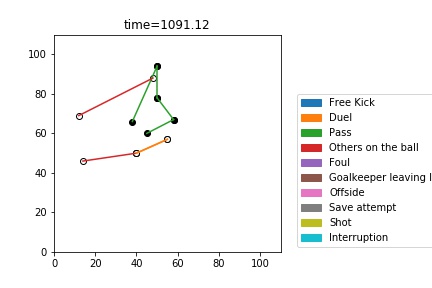 time=1091.12
100
80
60
40
20
0
0 20 40 60 80 100
Free Kick
Duel
Pass
Others on the ball
Foul
Goalkeeper leaving l
Offside
Save attempt
Shot
Interruption